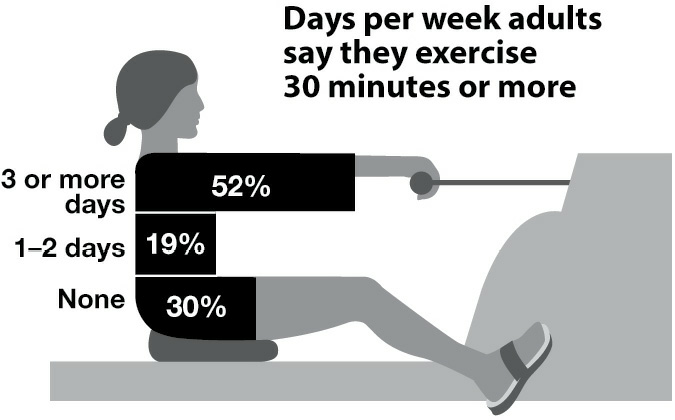 Days per week adults
say they exercise
30 minutes or more
3 or more
days
52%
1–2 days
19%
None
30%